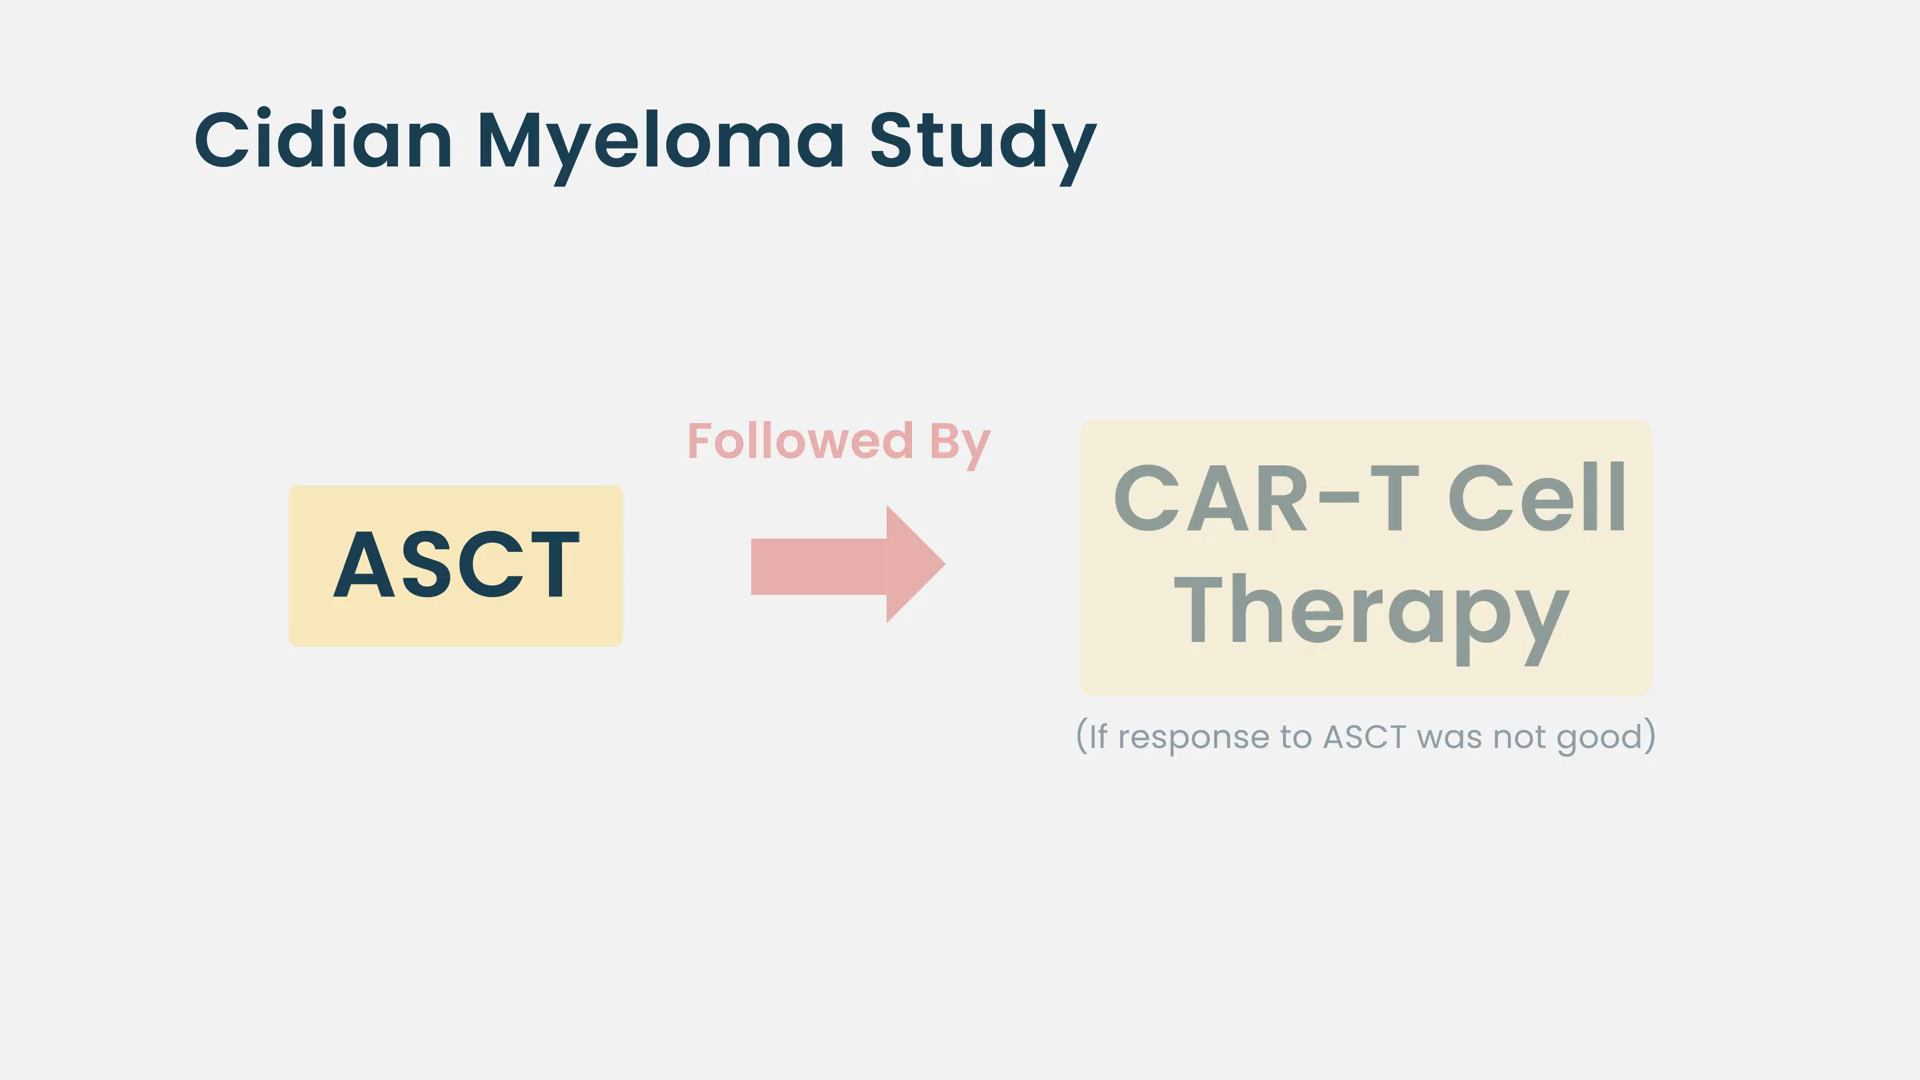 Cidian Myeloma Study
Followed By
ASCT
CAR-T Cell
Therapy
(If response to ASCT was not good)